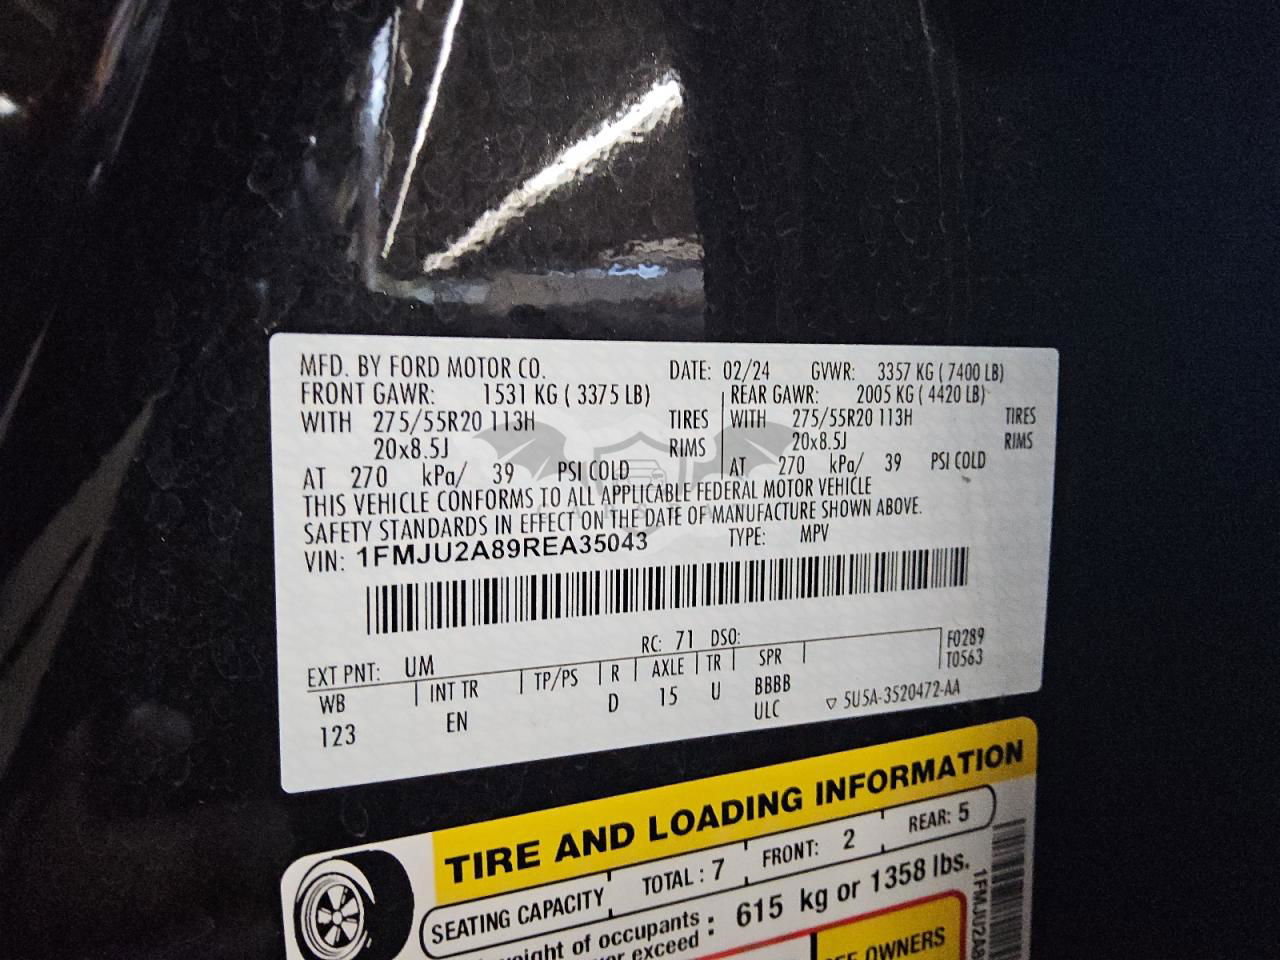 MFD. BY FORD MOTOR CO. DATE: 02/24 GVWR: 3357 KG ( 7400 LB)
FRONT GAWR: 1531 KG ( 3375 LB) REAR GAWR: 2005 KG ( 4420 LB)
WITH 275/55R20 113H TIRES WITH 275/55R20 113H TIRES
20x8.5J RIMS 20x8.5J RIMS
AT 270 kPa/ 39 PSI COLD AT 270 kPa/ 39 PSI COLD
THIS VEHICLE CONFORMS TO ALL APPLICABLE FEDERAL MOTOR VEHICLE
SAFETY STANDARDS IN EFFECT ON THE DATE OF MANUFACTURE SHOWN ABOVE.
VIN: 1FMJU2A89REA35043 TYPE: MPV
EXT PNT: UM RC: 71 DSO: F0289
WB INT TR TP/PS R AXLE TR SPR T0563
123 EN D 15 U BBBB
ULC ▽ 5U5A-3520472-AA
TIRE AND LOADING INFORMATION
SEATING CAPACITY TOTAL : 7 FRONT: 2 REAR: 5
of occupants : 615 kg or 1358 lbs.
exceed
OWNERS
1FMJU2A8